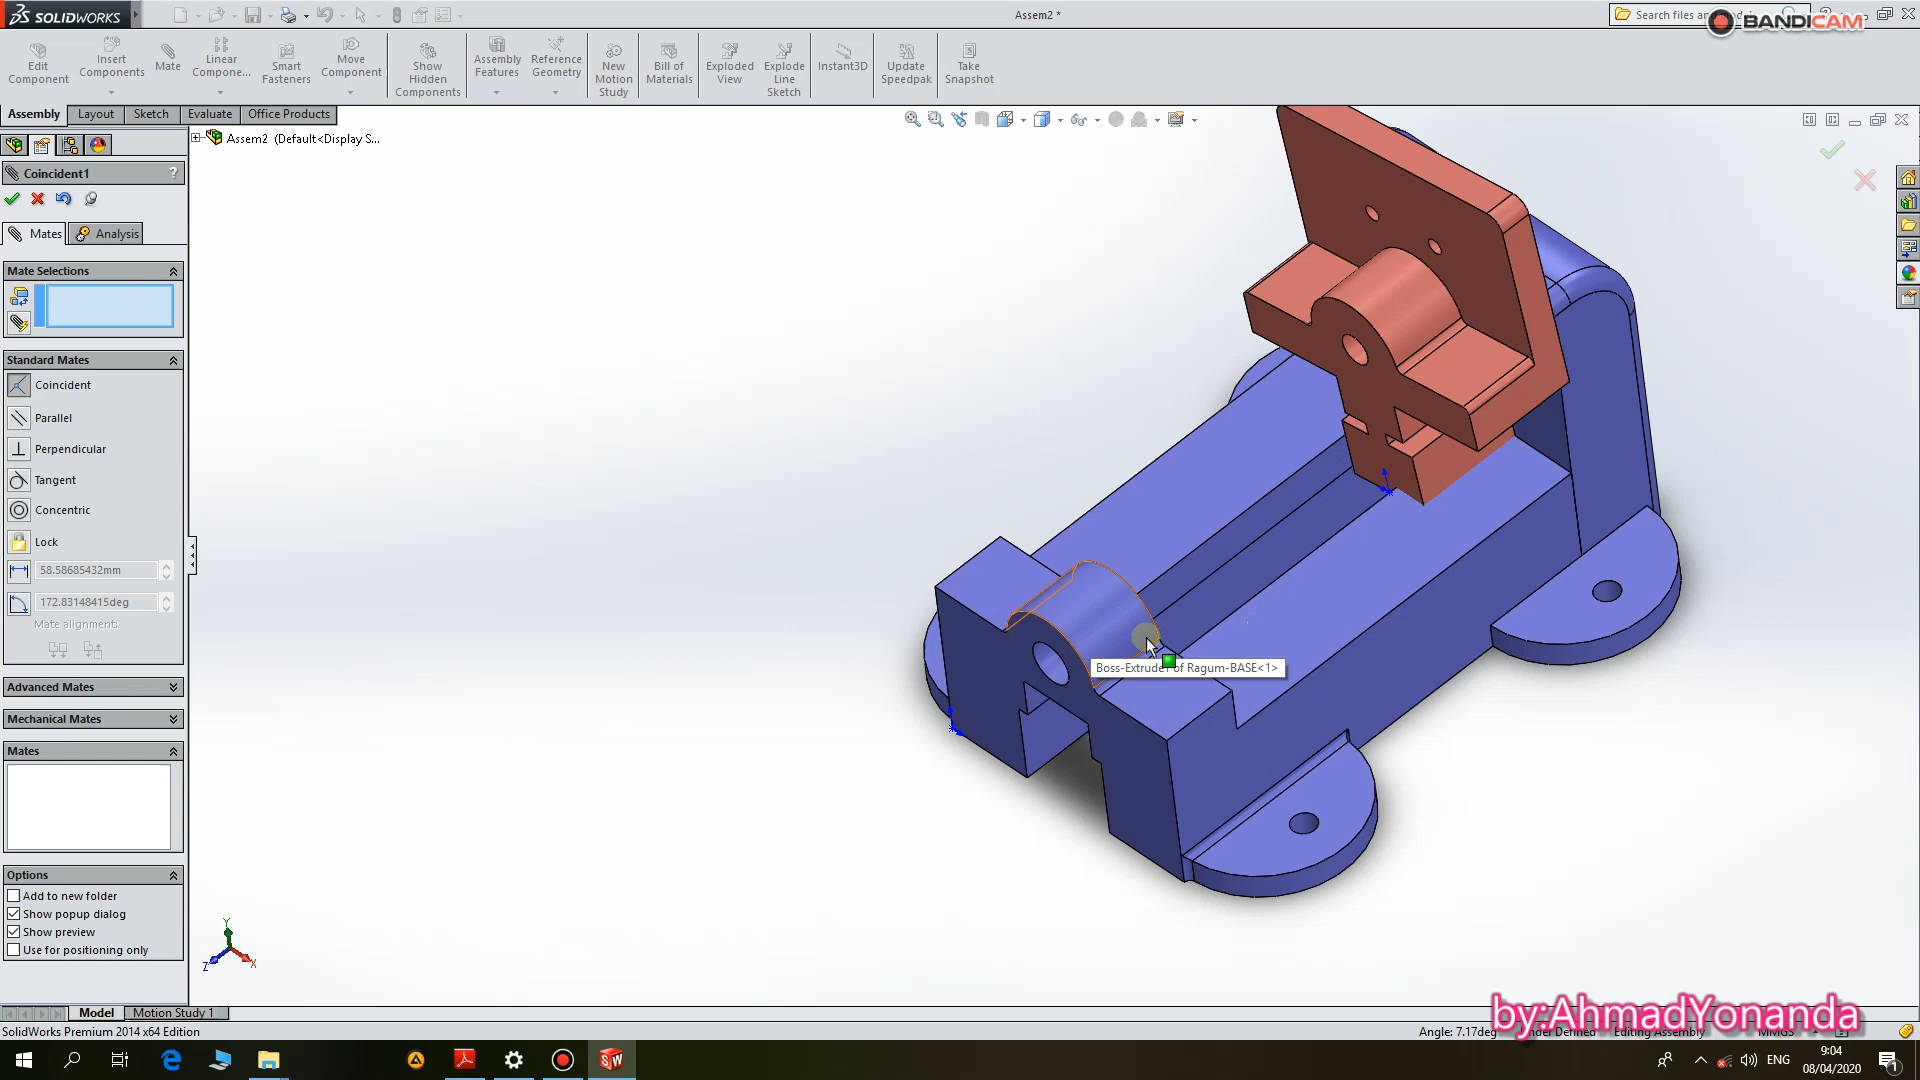 SOLIDWORKS
Assem2 *
Search files an
BANDICAM
Edit Component
Insert Components
Mate
Linear Compone...
Smart Fasteners
Move Component
Show Hidden Components
Assembly Features
Reference Geometry
New Motion Study
Bill of Materials
Exploded View
Explode Line Sketch
Instant3D
Update Speedpak
Take Snapshot
Assembly
Layout
Sketch
Evaluate
Office Products
Assem2 (Default<Display S...
Coincident1
?
Mates
Analysis
Mate Selections
Standard Mates
Coincident
Parallel
Perpendicular
Tangent
Concentric
Lock
58.58685432mm
172.83148415deg
Mate alignment:
Advanced Mates
Mechanical Mates
Mates
Options
Add to new folder
Show popup dialog
Show preview
Use for positioning only
Boss-Extrude1 of Ragum-BASE<1>
Y
Z
X
Model
Motion Study 1
by:AhmadYonanda
SolidWorks Premium 2014 x64 Edition
Angle: 7.17deg
Under Defined
Editing Assembly
MMGS
SW
ENG
9:04
08/04/2020
1